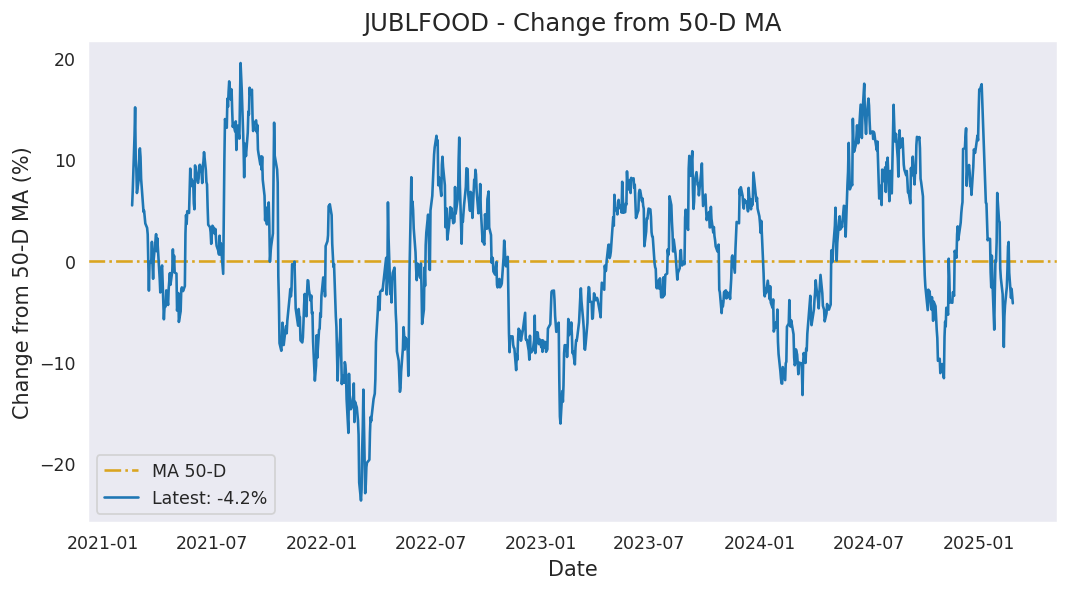 JUBLFOOD - Change from 50-D MA
Change from 50-D MA (%)
20
10
0
−10
−20
MA 50-D
Latest: -4.2%
2021-01
2021-07
2022-01
2022-07
2023-01
2023-07
2024-01
2024-07
2025-01
Date